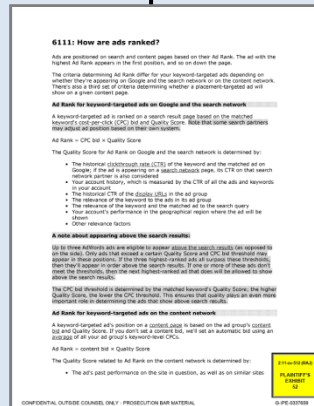 6111: How are ads ranked?
Ads are positioned on search and content pages based on their Ad Rank. The ad with the
highest Ad Rank appears in the first position, and so on down the page.
The criteria determining Ad Rank differ for your keyword-targeted ads depending on
whether they're appearing on Google and the search network or on the content network.
There's also a third set of criteria determining whether a placement-targeted ad will
show on a given content page.
Ad Rank for keyword-targeted ads on Google and the search network
A keyword-targeted ad is ranked on a search result page based on the matched
keyword's cost-per-click (CPC) bid and Quality Score. Note that some search partners
may adjust ad position based on their own system.
Ad Rank = CPC bid × Quality Score
The Quality Score for Ad Rank on Google and the search network is determined by:
• The historical clickthrough rate (CTR) of the keyword and the matched ad on
Google; if the ad is appearing on a search network page, its CTR on that search
network partner is also considered
• Your account history, which is measured by the CTR of all the ads and keywords
in your account
• The historical CTR of the display URLs in the ad group
• The relevance of the keyword to the ads in its ad group
• The relevance of the keyword and the matched ad to the search query
• Your account's performance in the geographical region where the ad will be
shown
• Other relevance factors
A note about appearing above the search results:
Up to three AdWords ads are eligible to appear above the search results (as opposed to
on the side). Only ads that exceed a certain Quality Score and CPC bid threshold may
appear in these positions. If the three highest-ranked ads all surpass these thresholds,
then they'll appear in order above the search results. If one or more of these ads don't
meet the thresholds, then the next highest-ranked ad that does will be allowed to show
above the search results.
The CPC bid threshold is determined by the matched keyword's Quality Score; the higher
Quality Score, the lower the CPC threshold. This ensures that quality plays an even more
important role in determining the ads that show above search results.
Ad Rank for keyword-targeted ads on the content network
A keyword-targeted ad's position on a content page is based on the ad group's content
bid and Quality Score. If you don't set a content bid, we'll set an automatic bid using an
average of all your ad group's keyword-level CPCs.
Ad Rank = content bid × Quality Score
The Quality Score related to Ad Rank on the content network is determined by:
• The ad's past performance on the site in question, as well as on similar sites
PLAINTIFF'S
EXHIBIT
52
CONFIDENTIAL OUTSIDE COUNSEL ONLY - PROSECUTION BAR MATERIAL